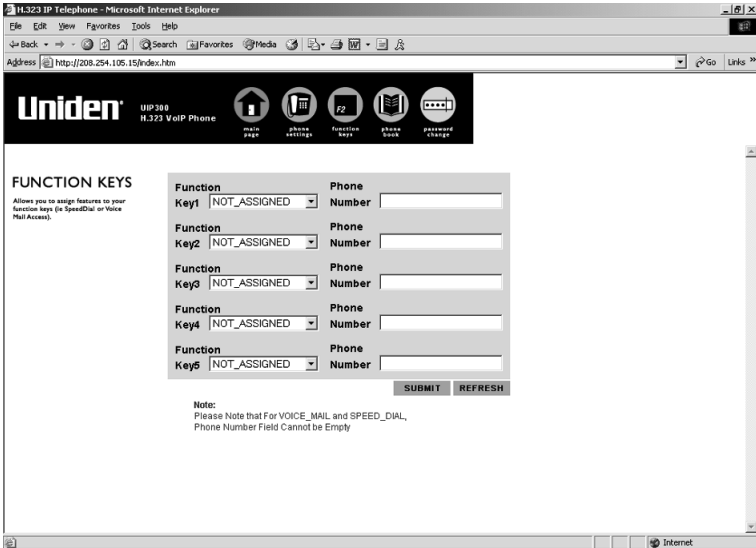 H.323 IP Telephone - Microsoft Internet Explorer
File Edit View Favorites Tools Help
Back Search Favorites Media
Address http://208.254.105.15/index.htm Go Links »
Uniden
UIP300
H.323 VoIP Phone
main page
phone settings
F2
function keys
phone book
password change
FUNCTION KEYS
Allows you to assign features to your
function keys (ie SpeedDial or Voice
Mail Access).
Function Phone
Key1 NOT_ASSIGNED Number
Function Phone
Key2 NOT_ASSIGNED Number
Function Phone
Key3 NOT_ASSIGNED Number
Function Phone
Key4 NOT_ASSIGNED Number
Function Phone
Key5 NOT_ASSIGNED Number
SUBMIT REFRESH
Note:
Please Note that For VOICE_MAIL and SPEED_DIAL,
Phone Number Field Cannot be Empty
Internet